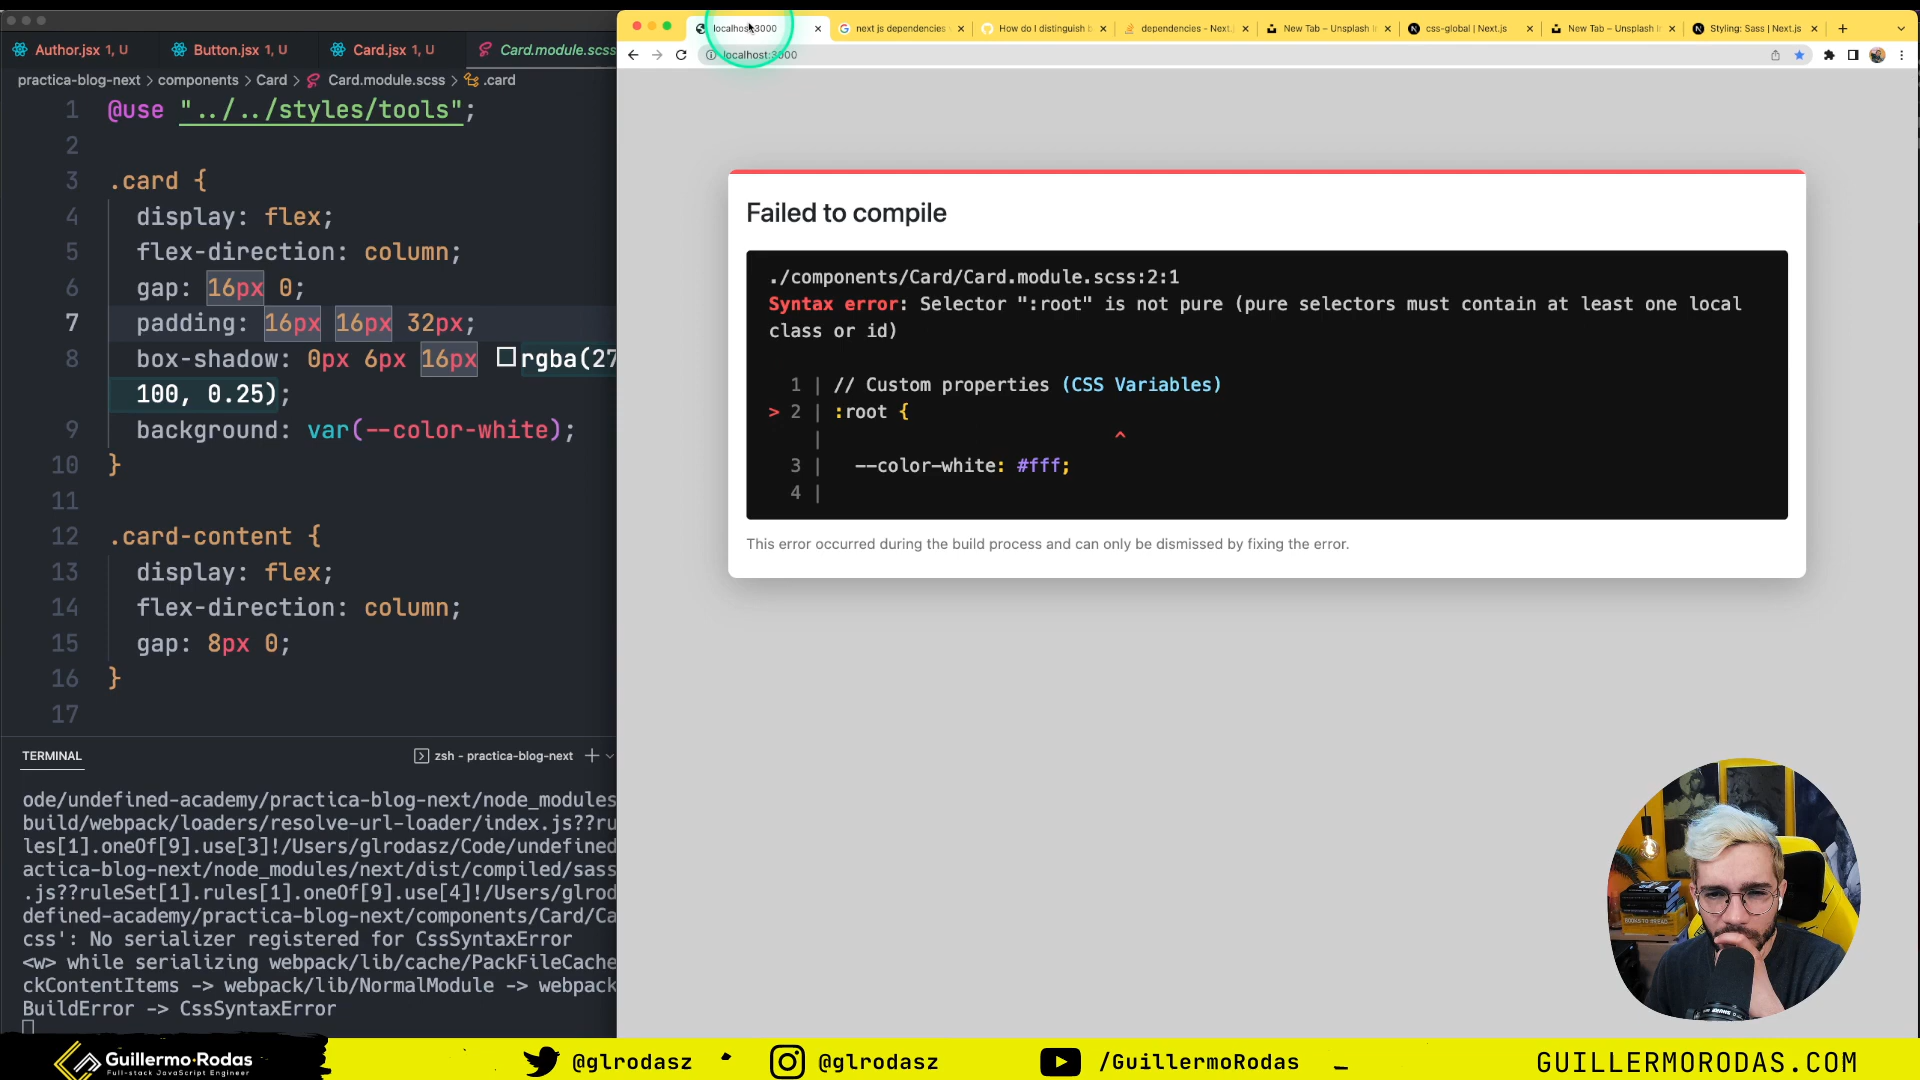 Author.jsx 1, U
Button.jsx 1, U
Card.jsx 1, U
Card.module.scss
practica-blog-next > components > Card > Card.module.scss > .card
1 @use "../../styles/tools";
2
3 .card {
4 display: flex;
5 flex-direction: column;
6 gap: 16px 0;
7 padding: 16px 16px 32px;
8 box-shadow: 0px 6px 16px rgba(27
100, 0.25);
9 background: var(--color-white);
10 }
11
12 .card-content {
13 display: flex;
14 flex-direction: column;
15 gap: 8px 0;
16 }
17
TERMINAL
zsh - practica-blog-next
ode/undefined-academy/practica-blog-next/node_modules
build/webpack/loaders/resolve-url-loader/index.js??ru
les[1].oneOf[9].use[3]!/Users/glrodasz/Code/undefined
actica-blog-next/node_modules/next/dist/compiled/sass
.js??ruleSet[1].rules[1].oneOf[9].use[4]!/Users/glrod
defined-academy/practica-blog-next/components/Card/Ca
css': No serializer registered for CssSyntaxError
<w> while serializing webpack/lib/cache/PackFileCache
ckContentItems -> webpack/lib/NormalModule -> webpack
BuildError -> CssSyntaxError
localhost:3000
next js dependencies
How do I distinguish b
dependencies - Next.j
New Tab – Unsplash I
css-global | Next.js
New Tab – Unsplash I
Styling: Sass | Next.js
localhost:3000
Failed to compile
./components/Card/Card.module.scss:2:1
Syntax error: Selector ":root" is not pure (pure selectors must contain at least one local
class or id)
1 | // Custom properties (CSS Variables)
> 2 | :root {
| ^
3 | --color-white: #fff;
4 |
This error occurred during the build process and can only be dismissed by fixing the error.
Guillermo Rodas
Full-stack JavaScript Engineer
@glrodasz
@glrodasz
/GuillermoRodas
GUILLERMORODAS.COM